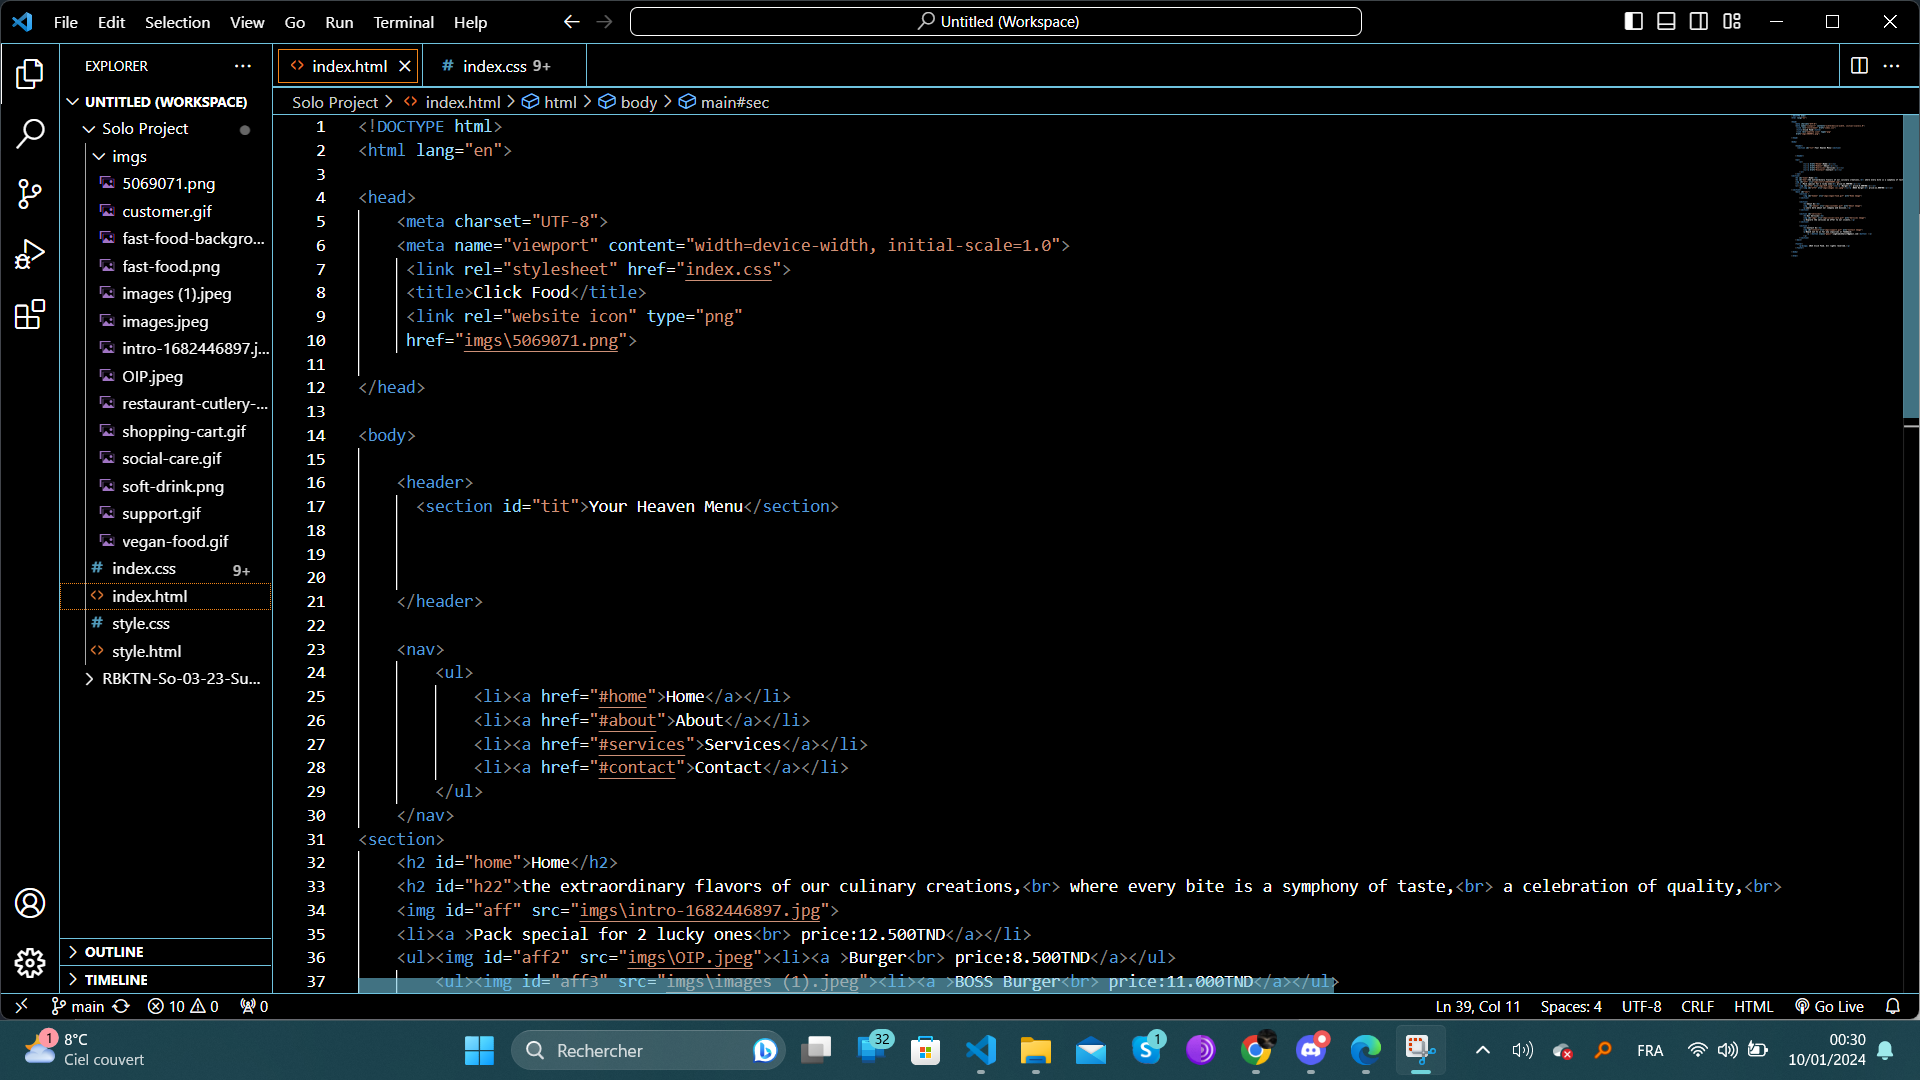 File Edit Selection View Go Run Terminal Help
Untitled (Workspace)
EXPLORER
index.html
index.css 9+
UNTITLED (WORKSPACE)
Solo Project
imgs
5069071.png
customer.gif
fast-food-backgro...
fast-food.png
images (1).jpeg
images.jpeg
intro-1682446897.j...
OIP.jpeg
restaurant-cutlery-...
shopping-cart.gif
social-care.gif
soft-drink.png
support.gif
vegan-food.gif
index.css 9+
index.html
style.css
style.html
RBKTN-So-03-23-Su...
OUTLINE
TIMELINE
Solo Project > index.html > html > body > main#sec
1 <!DOCTYPE html>
2 <html lang="en">
3
4 <head>
5 <meta charset="UTF-8">
6 <meta name="viewport" content="width=device-width, initial-scale=1.0">
7 <link rel="stylesheet" href="index.css">
8 <title>Click Food</title>
9 <link rel="website icon" type="png"
10 href="imgs\5069071.png">
11
12 </head>
13
14 <body>
15
16 <header>
17 <section id="tit">Your Heaven Menu</section>
18
19
20
21 </header>
22
23 <nav>
24 <ul>
25 <li><a href="#home">Home</a></li>
26 <li><a href="#about">About</a></li>
27 <li><a href="#services">Services</a></li>
28 <li><a href="#contact">Contact</a></li>
29 </ul>
30 </nav>
31 <section>
32 <h2 id="home">Home</h2>
33 <h2 id="h22">the extraordinary flavors of our culinary creations,<br> where every bite is a symphony of taste,<br> a celebration of quality,<br>
34 <img id="aff" src="imgs\intro-1682446897.jpg">
35 <li><a >Pack special for 2 lucky ones<br> price:12.500TND</a></li>
36 <ul><img id="aff2" src="imgs\OIP.jpeg"><li><a >Burger<br> price:8.500TND</a></ul>
37 <ul><img id="aff3" src="imgs\images (1).jpeg"><li><a >BOSS Burger<br> price:11.000TND</a></ul>
main 10 0 0
Ln 39, Col 11 Spaces: 4 UTF-8 CRLF HTML Go Live
1
8°C
Ciel couvert
Rechercher
32
1
FRA
00:30
10/01/2024